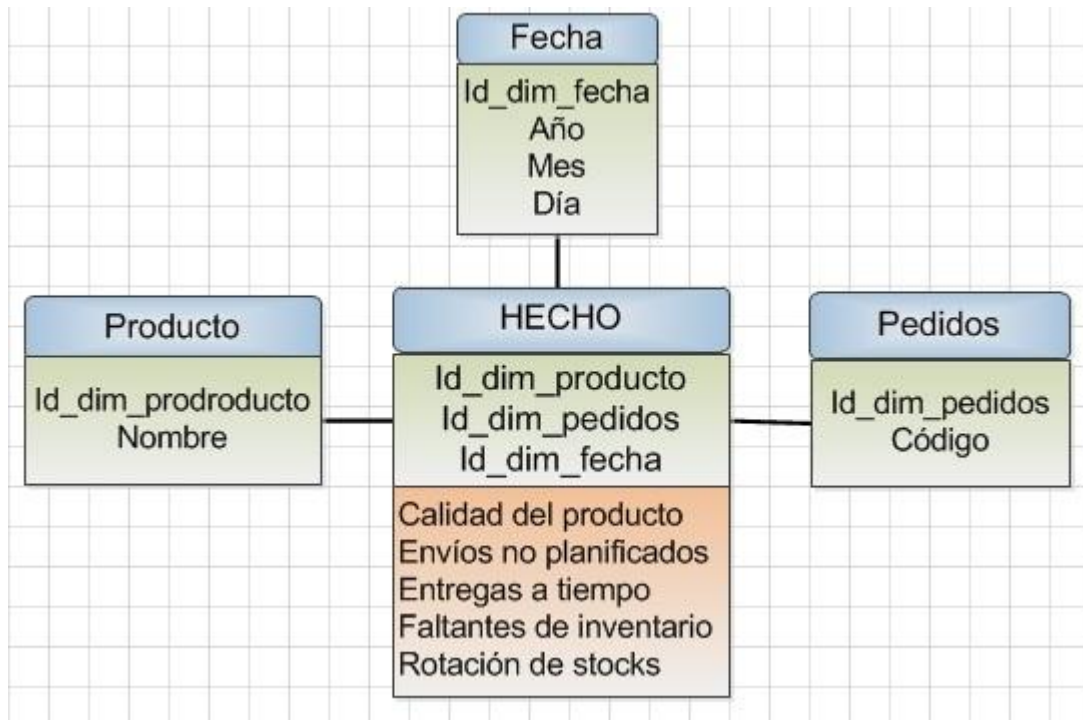 Fecha
Id_dim_fecha
Año
Mes
Día
Producto
Id_dim_prodroducto
Nombre
HECHO
Id_dim_producto
Id_dim_pedidos
Id_dim_fecha
Calidad del producto
Envíos no planificados
Entregas a tiempo
Faltantes de inventario
Rotación de stocks
Pedidos
Id_dim_pedidos
Código